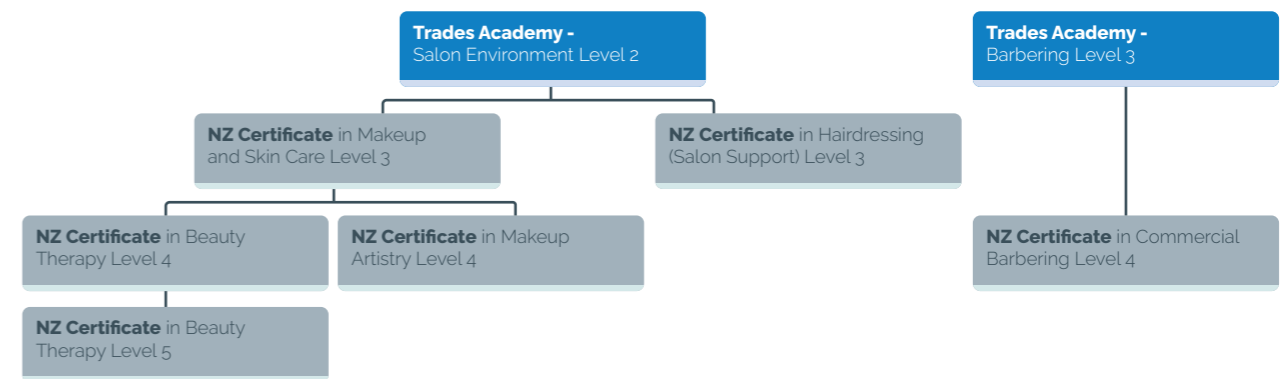 Trades Academy -
Salon Environment Level 2
Trades Academy -
Barbering Level 3
NZ Certificate in Makeup
and Skin Care Level 3
NZ Certificate in Hairdressing
(Salon Support) Level 3
NZ Certificate in Beauty
Therapy Level 4
NZ Certificate in Makeup
Artistry Level 4
NZ Certificate in Commercial
Barbering Level 4
NZ Certificate in Beauty
Therapy Level 5